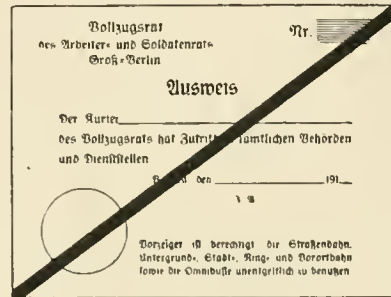 Vollzugsrat
des Arbeiter- und Soldatenrats
Groß-Berlin
Nr.
Ausweis
Der Kurier
des Vollzugsrats hat Zutritt sämtlichen Behörden
und Dienststellen
den 191
Vorzeiger ist berechtigt die Straßenbahn,
Untergrund-, Stadt-, Ring- und Vorortbahn
sowie die Omnibusse unentgeltlich zu benutzen